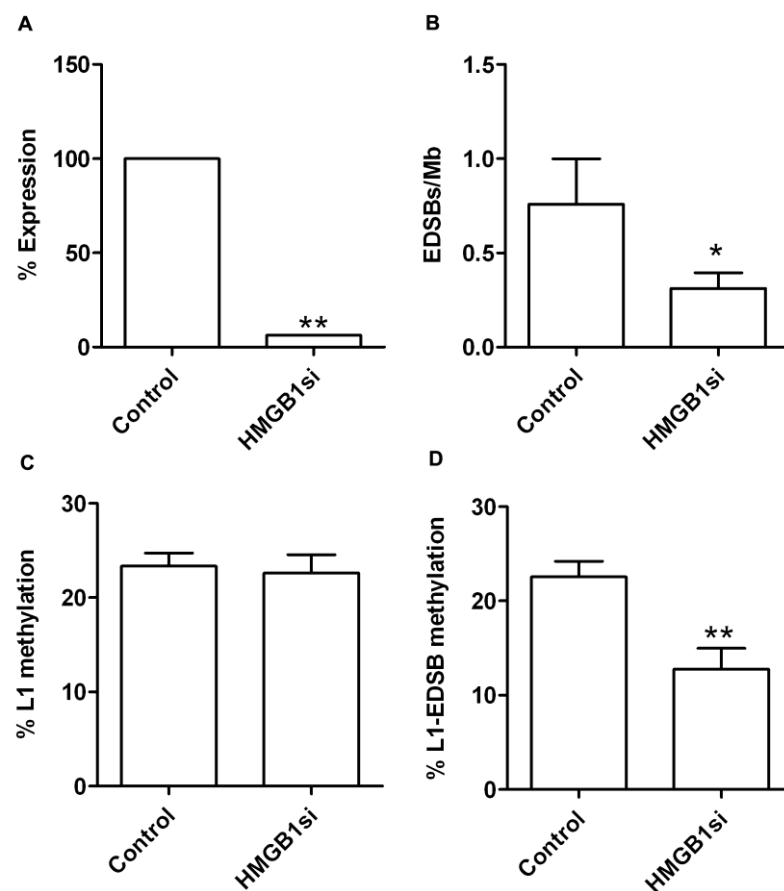 A
% Expression
150
100
50
0
**
Control
HMGB1si
B
EDSBs/Mb
1.5
1.0
0.5
0.0
*
Control
HMGB1si
C
% L1 methylation
30
20
10
0
Control
HMGB1si
D
% L1-EDSB methylation
30
20
10
0
**
Control
HMGB1si